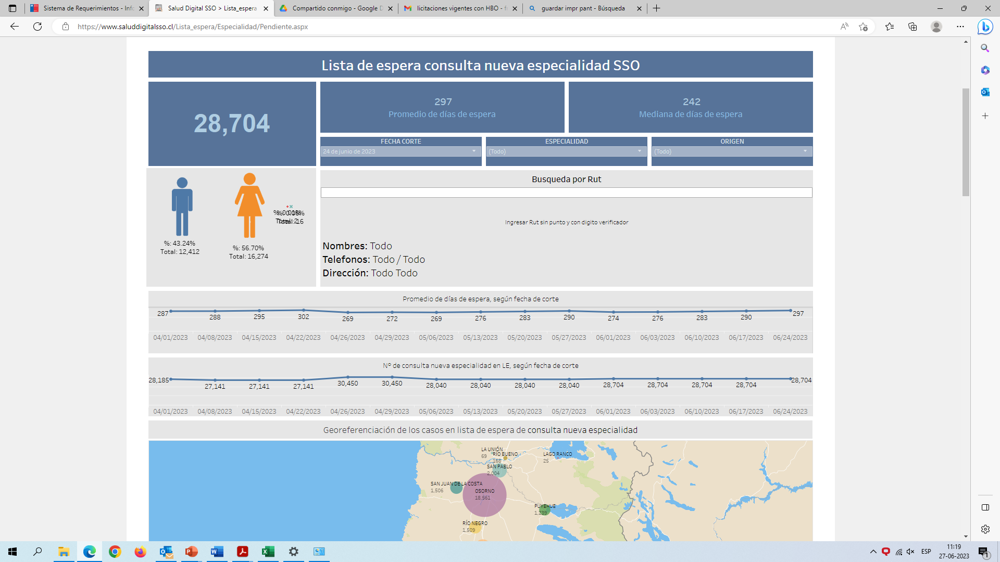 Sistema de Requerimientos - Info
Salud Digital SSO > Lista_espera
Compartido conmigo - Google D
licitaciones vigentes con HBO - f
guardar impr pant - Búsqueda
https://www.saluddigitalsso.cl/Lista_espera/Especialidad/Pendiente.aspx
Lista de espera consulta nueva especialidad SSO
28,704
297
Promedio de días de espera
242
Mediana de días de espera
FECHA CORTE
24 de junio de 2023
ESPECIALIDAD
(Todo)
ORIGEN
(Todo)
%: 43.24%
Total: 12,412
%: 56.70%
Total: 16,274
Total: 16
Busqueda por Rut
Ingresar Rut sin punto y con digito verificador
Nombres: Todo
Telefonos: Todo / Todo
Dirección: Todo Todo
Promedio de días de espera, según fecha de corte
287 288 295 302 269 272 269 276 283 290 274 276 283 290 297
04/01/2023 04/08/2023 04/15/2023 04/22/2023 04/26/2023 04/29/2023 05/06/2023 05/13/2023 05/20/2023 05/27/2023 06/01/2023 06/03/2023 06/10/2023 06/17/2023 06/24/2023
Nº de consulta nueva especialidad en LE, según fecha de corte
28,185 27,141 27,141 27,141 30,450 30,450 28,040 28,040 28,040 28,040 28,704 28,704 28,704 28,704 28,704
04/01/2023 04/08/2023 04/15/2023 04/22/2023 04/26/2023 04/29/2023 05/06/2023 05/13/2023 05/20/2023 05/27/2023 06/01/2023 06/03/2023 06/10/2023 06/17/2023 06/24/2023
Georeferenciación de los casos en lista de espera de consulta nueva especialidad
LA UNIÓN
69
RÍO BUENO
168
LAGO RANCO
25
SAN PABLO
2,004
SAN JUAN DE LA COSTA
1,506
OSORNO
18,561
PUYEHUE
1,239
RÍO NEGRO
1,509
ESP
11:19
27-06-2023
1